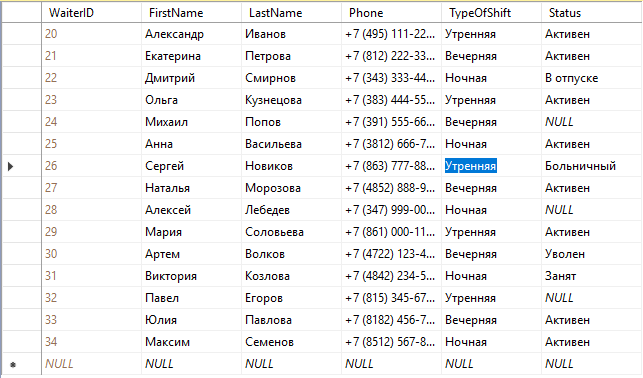 WaiterID FirstName LastName Phone TypeOfShift Status
20 Александр Иванов +7 (495) 111-22... Утренняя Активен
21 Екатерина Петрова +7 (812) 222-33... Вечерняя Активен
22 Дмитрий Смирнов +7 (343) 333-44... Ночная В отпуске
23 Ольга Кузнецова +7 (383) 444-55... Утренняя Активен
24 Михаил Попов +7 (391) 555-66... Вечерняя NULL
25 Анна Васильева +7 (3812) 666-7... Ночная Активен
26 Сергей Новиков +7 (863) 777-88... Утренняя Больничный
27 Наталья Морозова +7 (4852) 888-9... Вечерняя Активен
28 Алексей Лебедев +7 (347) 999-00... Ночная NULL
29 Мария Соловьева +7 (861) 000-11... Утренняя Активен
30 Артем Волков +7 (4722) 123-4... Вечерняя Уволен
31 Виктория Козлова +7 (4842) 234-5... Ночная Занят
32 Павел Егоров +7 (815) 345-67... Утренняя NULL
33 Юлия Павлова +7 (8182) 456-7... Вечерняя Активен
34 Максим Семенов +7 (8512) 567-8... Ночная Активен
NULL NULL NULL NULL NULL NULL